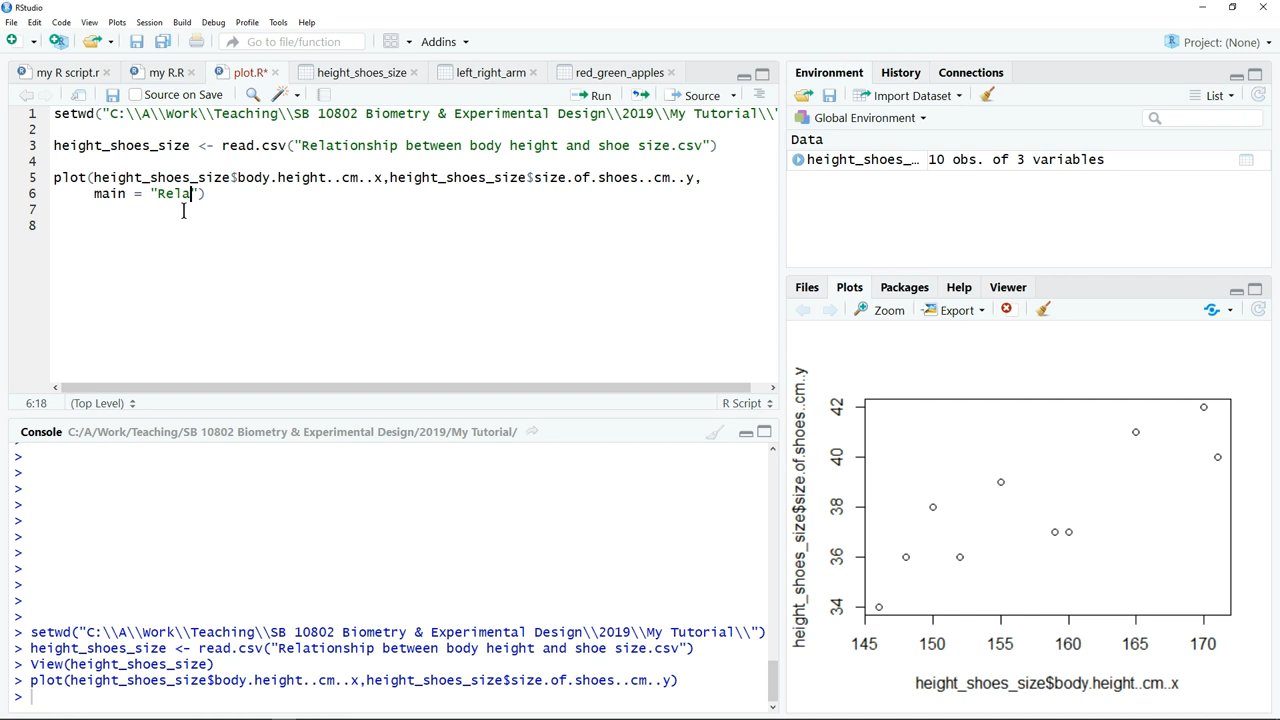 RStudio
File Edit Code View Plots Session Build Debug Profile Tools Help
Go to file/function Addins Project: (None)
my R script.r my R.R plot.R* height_shoes_size left_right_arm red_green_apples
Source on Save Run Source
1 setwd("C:\\A\\Work\\Teaching\\SB 10802 Biometry & Experimental Design\\2019\\My Tutorial\\"
2
3 height_shoes_size <- read.csv("Relationship between body height and shoe size.csv")
4
5 plot(height_shoes_size$body.height..cm..x,height_shoes_size$size.of.shoes..cm..y,
6 main = "Rela")
7
8
6:18 (Top Level) R Script
Console C:/A/Work/Teaching/SB 10802 Biometry & Experimental Design/2019/My Tutorial/
>
>
>
>
>
>
>
>
>
>
>
> setwd("C:\\A\\Work\\Teaching\\SB 10802 Biometry & Experimental Design\\2019\\My Tutorial\\")
> height_shoes_size <- read.csv("Relationship between body height and shoe size.csv")
> View(height_shoes_size)
> plot(height_shoes_size$body.height..cm..x,height_shoes_size$size.of.shoes..cm..y)
>
Environment History Connections
Import Dataset List
Global Environment
Data
height_shoes_... 10 obs. of 3 variables
Files Plots Packages Help Viewer
Zoom Export
height_shoes_size$size.of.shoes..cm..y
42
40
38
36
34
145 150 155 160 165 170
height_shoes_size$body.height..cm..x